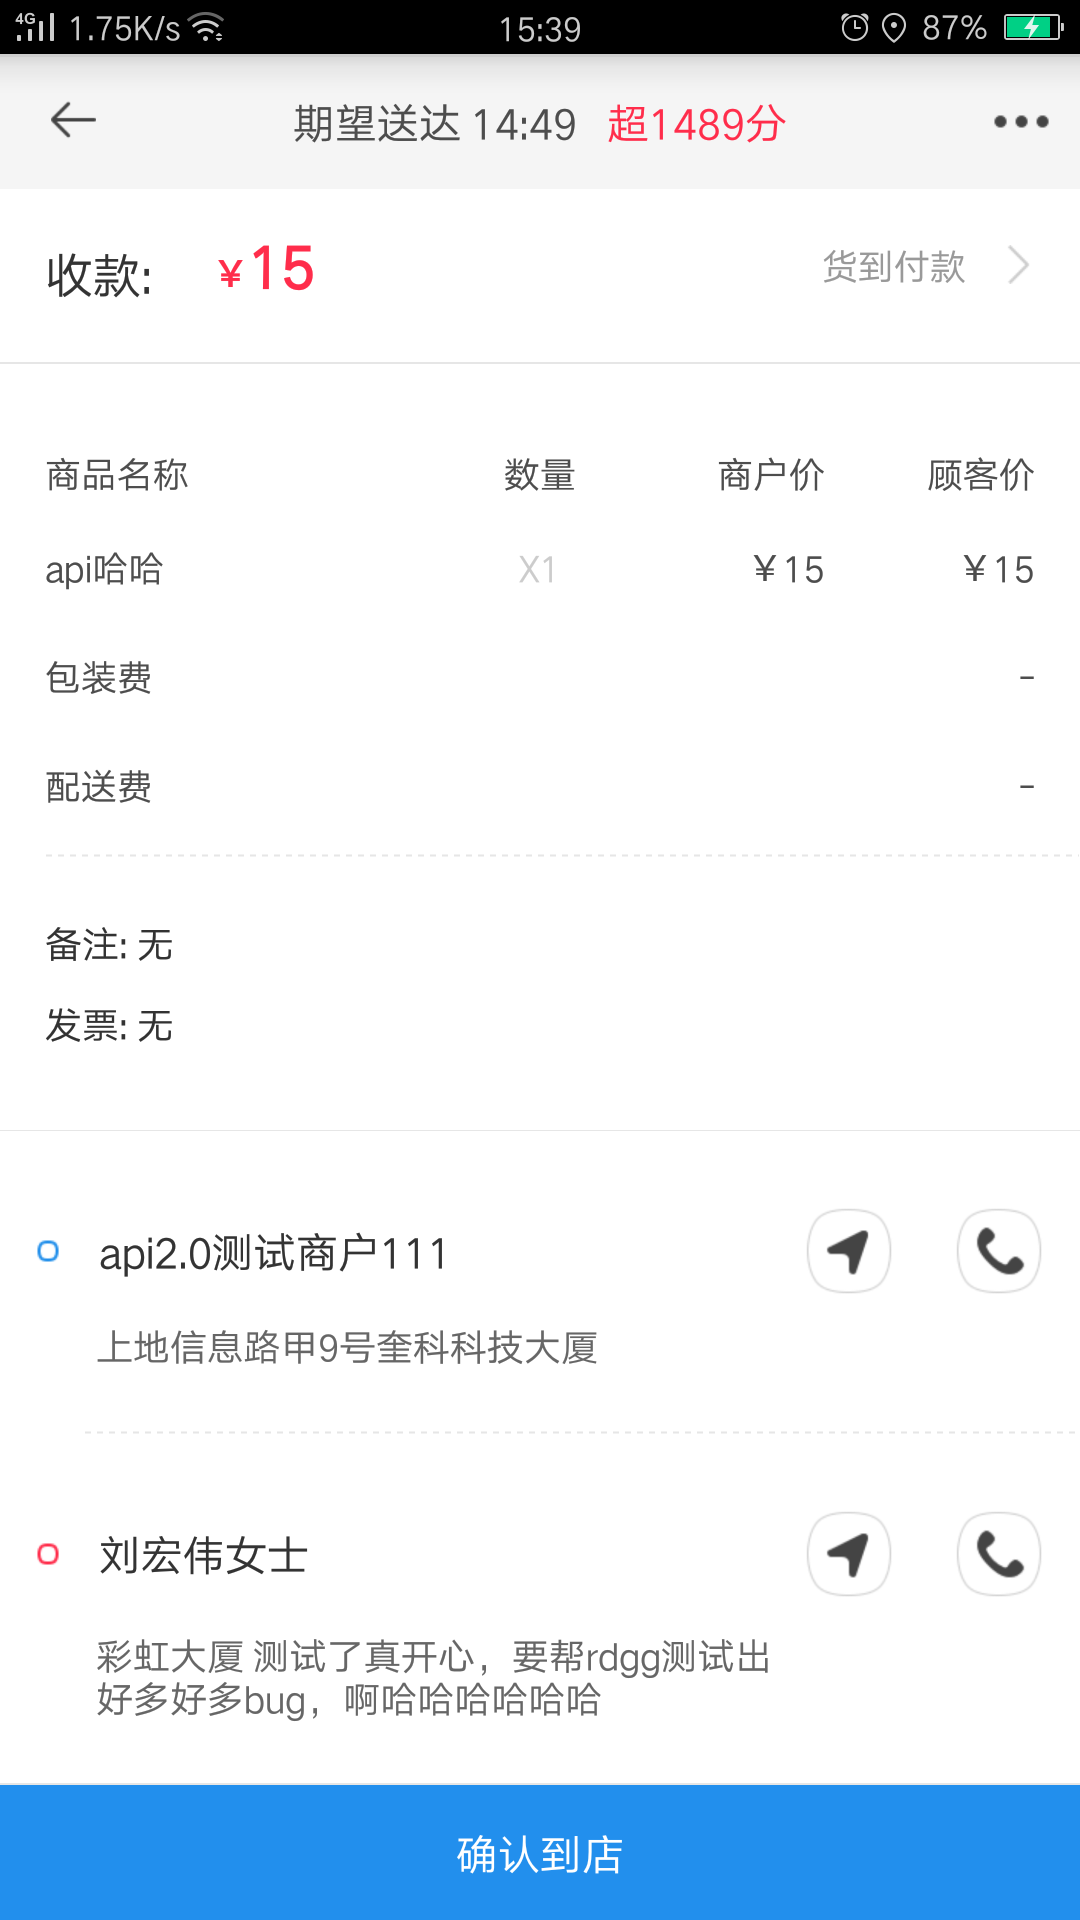 4G 1.75K/s 15:39 87%
期望送达 14:49 超1489分
收款: ¥15 货到付款
商品名称 数量 商户价 顾客价
api哈哈 X1 ¥15 ¥15
包装费 -
配送费 -
备注: 无
发票: 无
api2.0测试商户111
上地信息路甲9号奎科科技大厦
刘宏伟女士
彩虹大厦 测试了真开心，要帮rdgg测试出
好多好多bug，啊哈哈哈哈哈哈
确认到店